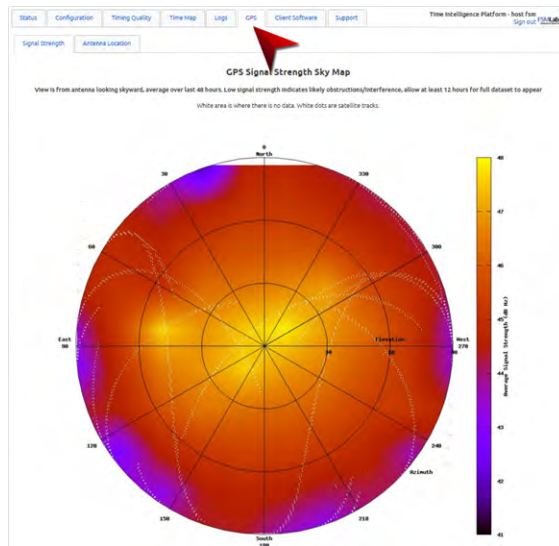 Status Configuration Timing Quality Time Map Logs GPS Client Software Support
Time Intelligence Platform - host fsm
Sign out
FSMLab
Signal Strength Antenna Location
GPS Signal Strength Sky Map
View is from antenna looking skyward, average over last 48 hours. Low signal strength indicates likely obstructions/interference, allow at least 12 hours for full dataset to appear
White area is where there is no data. White dots are satellite tracks.
0
North
30
330
60
300
East
90
Elevation
West
270
120
240
Azimuth
150
210
South
180
48
47
46
45
44
43
42
41
Average Signal Strength (dB Hz)